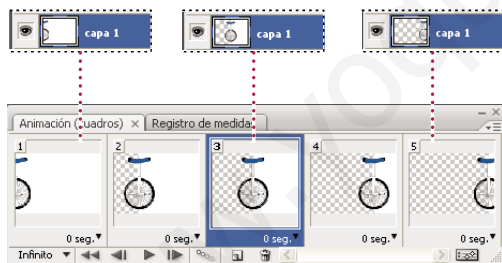 capa 1
capa 1
capa 1
Animación (cuadros) × Registro de medidas
1 2 3 4 5
0 seg. 0 seg. 0 seg. 0 seg. 0 seg.
Infinito